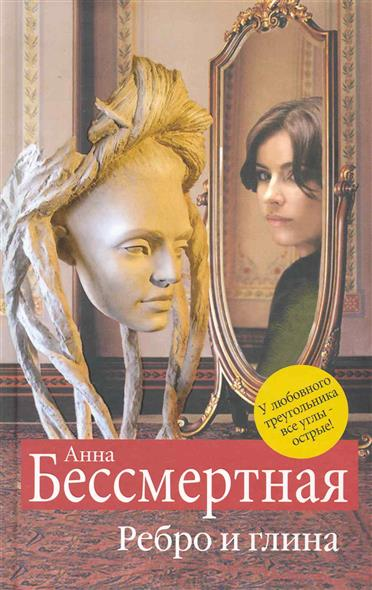 У любовного
треугольника
все углы -
острые!
Анна
Бессмертная
Ребро и глина